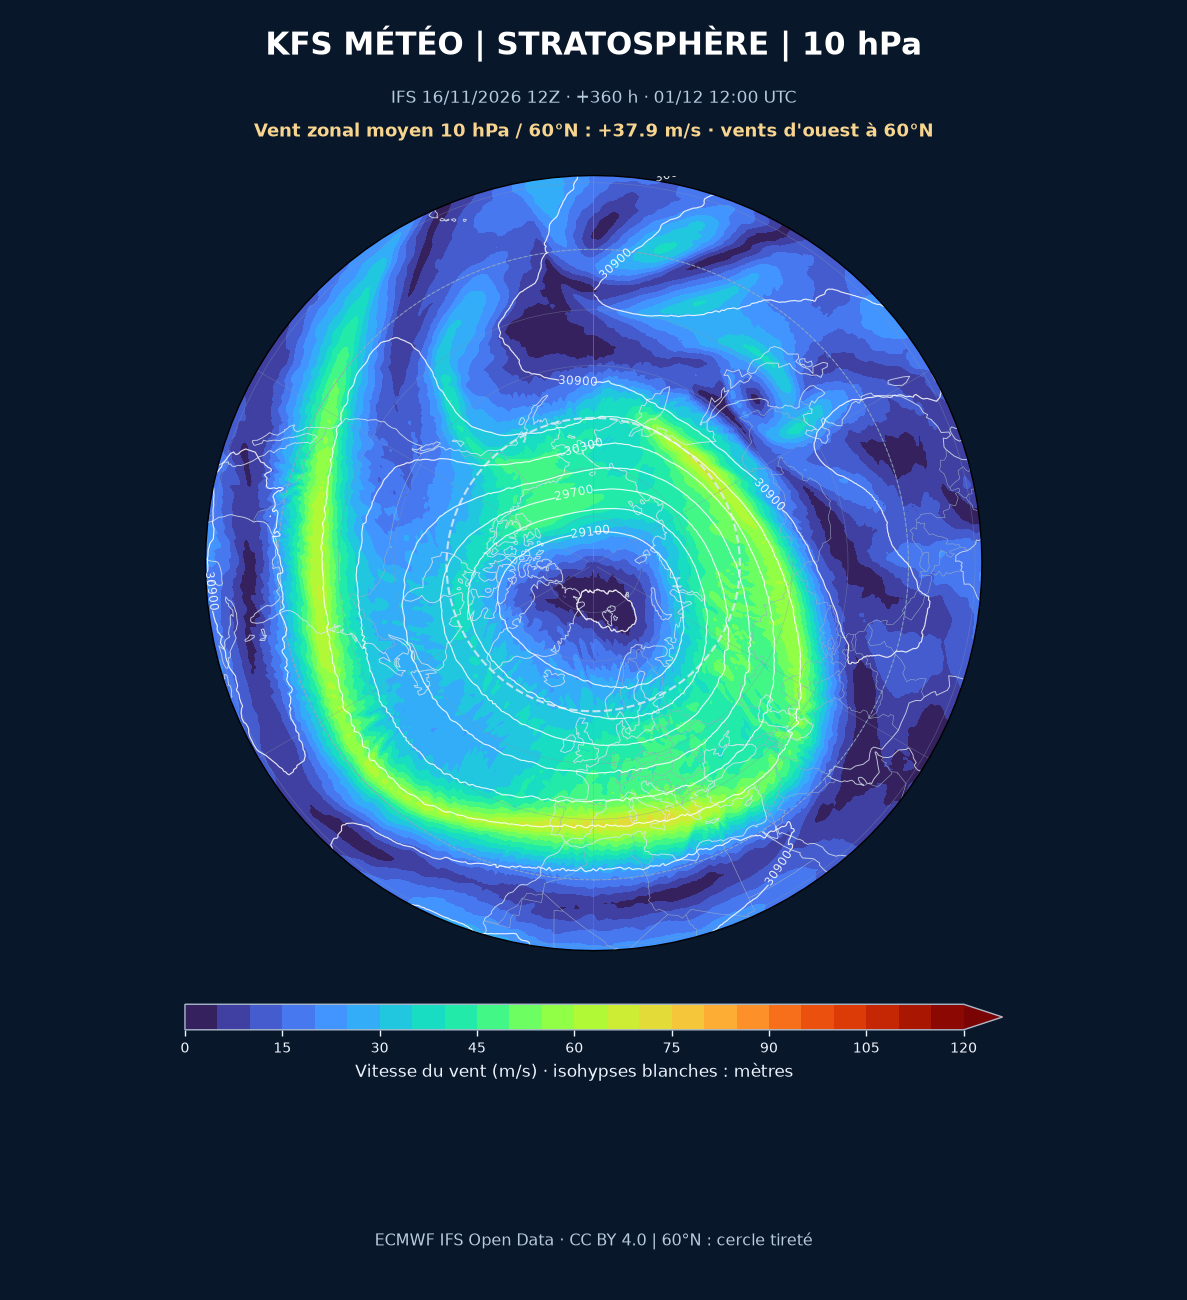 KFS MÉTÉO | STRATOSPHÈRE | 10 hPa
IFS 16/11/2026 12Z · +360 h · 01/12 12:00 UTC
Vent zonal moyen 10 hPa / 60°N : +37.9 m/s · vents d'ouest à 60°N
30900
30900
30300
29700
30900
29100
30900
30900
0 15 30 45 60 75 90 105 120
Vitesse du vent (m/s) · isohypses blanches : mètres
ECMWF IFS Open Data · CC BY 4.0 | 60°N : cercle tireté